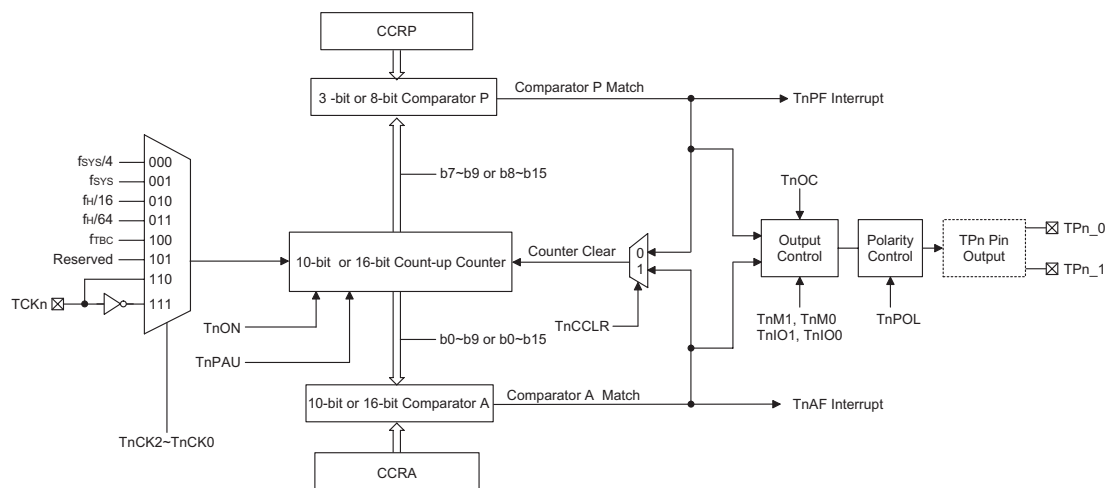 CCRP
3 -bit or 8-bit Comparator P
Comparator P Match
TnPF Interrupt
b7~b9 or b8~b15
fSYS/4
000
fSYS
001
fH/16
010
fH/64
011
fTBC
100
Reserved
101
110
TCKn
111
TnCK2~TnCK0
10-bit or 16-bit Count-up Counter
Counter Clear
0
1
TnCCLR
TnON
TnPAU
b0~b9 or b0~b15
TnOC
Output
Control
TnM1, TnM0
TnIO1, TnIO0
Polarity
Control
TnPOL
TPn Pin
Output
TPn_0
TPn_1
10-bit or 16-bit Comparator A
Comparator A Match
TnAF Interrupt
CCRA